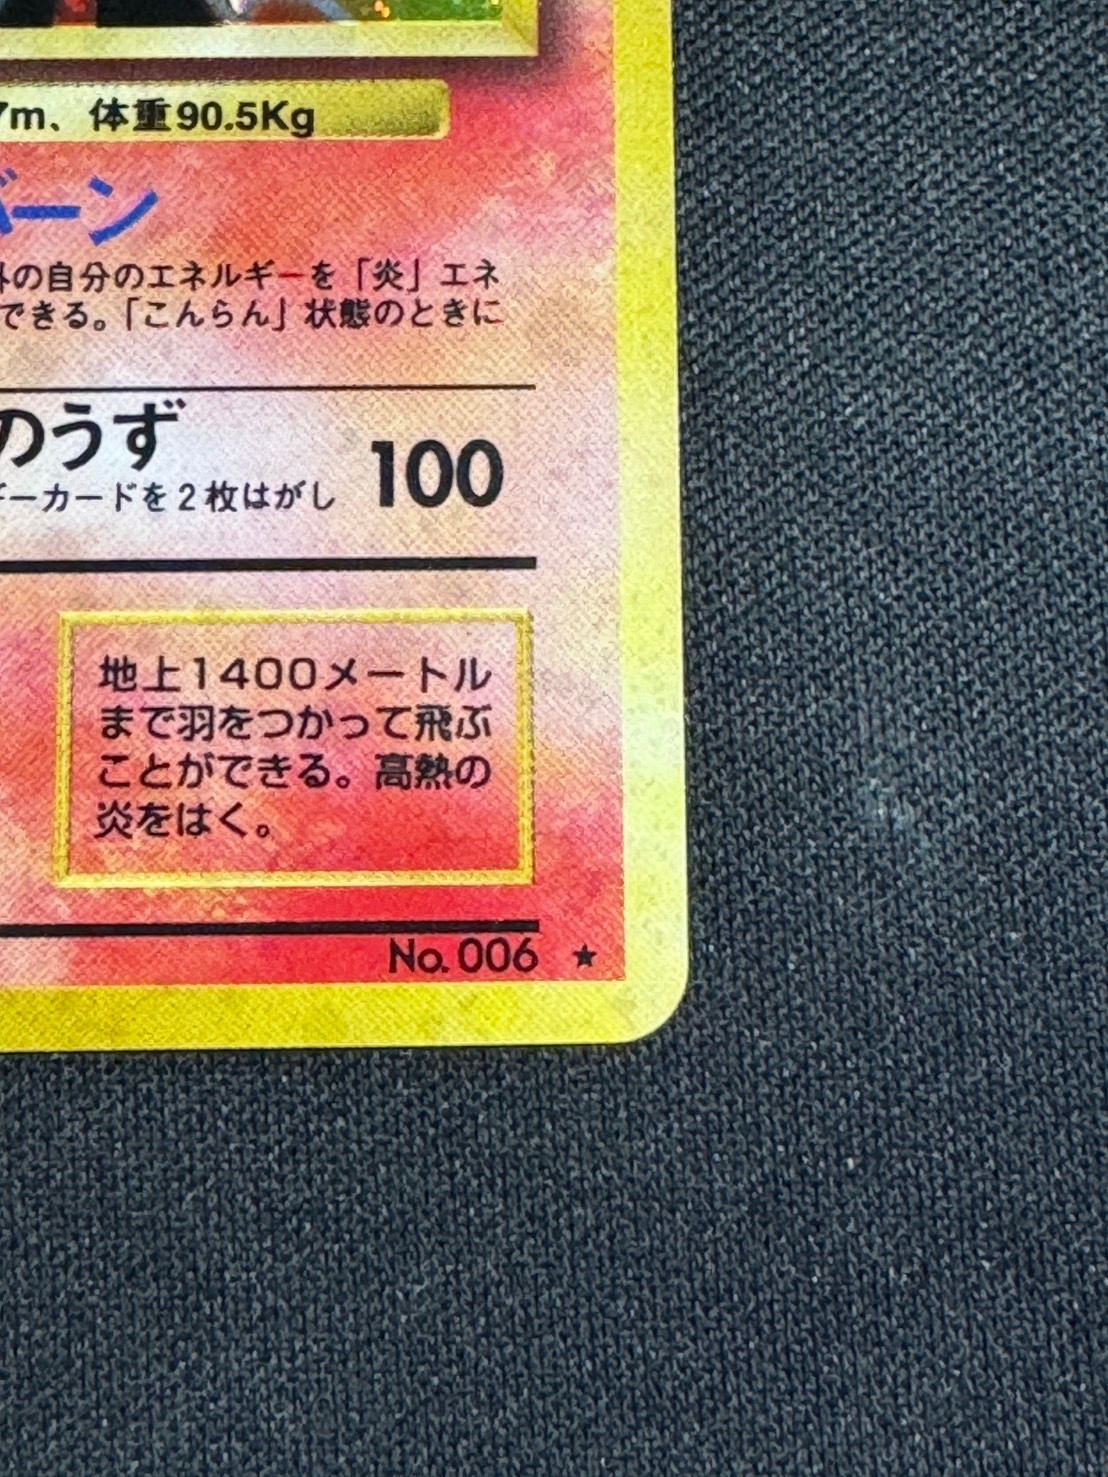 7m、体重90.5Kg
バーン
外の自分のエネルギーを「炎」エネ
できる。「こんらん」状態のときに
のうず
100
ギーカードを2枚はがし
地上1400メートル
まで羽をつかって飛ぶ
ことができる。高熱の
炎をはく。
No.006 ★